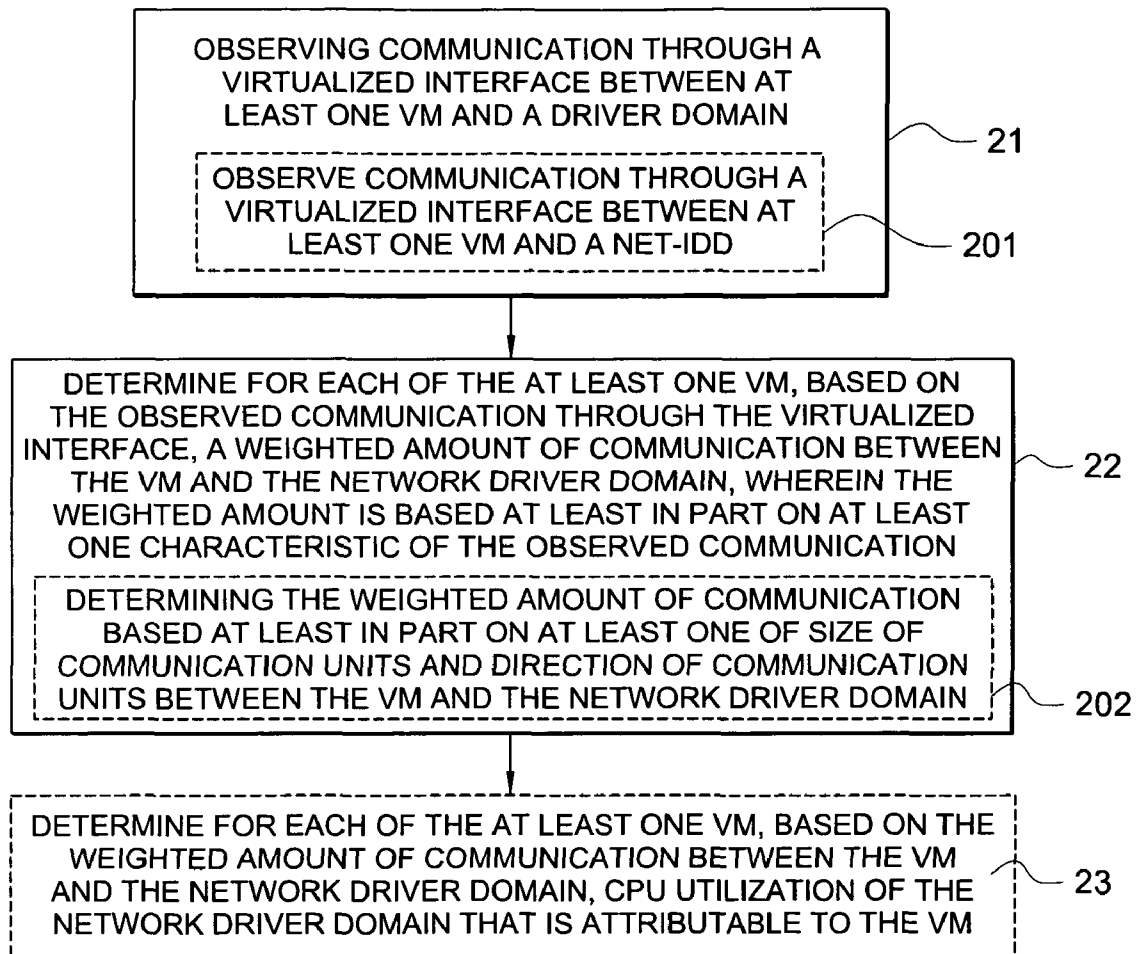 OBSERVING COMMUNICATION THROUGH A
VIRTUALIZED INTERFACE BETWEEN AT
LEAST ONE VM AND A DRIVER DOMAIN
21
OBSERVE COMMUNICATION THROUGH A
VIRTUALIZED INTERFACE BETWEEN AT
LEAST ONE VM AND A NET-IDD
201
DETERMINE FOR EACH OF THE AT LEAST ONE VM, BASED ON
THE OBSERVED COMMUNICATION THROUGH THE VIRTUALIZED
INTERFACE, A WEIGHTED AMOUNT OF COMMUNICATION BETWEEN
THE VM AND THE NETWORK DRIVER DOMAIN, WHEREIN THE
WEIGHTED AMOUNT IS BASED AT LEAST IN PART ON AT LEAST
ONE CHARACTERISTIC OF THE OBSERVED COMMUNICATION
22
DETERMINING THE WEIGHTED AMOUNT OF COMMUNICATION
BASED AT LEAST IN PART ON AT LEAST ONE OF SIZE OF
COMMUNICATION UNITS AND DIRECTION OF COMMUNICATION
UNITS BETWEEN THE VM AND THE NETWORK DRIVER DOMAIN
202
DETERMINE FOR EACH OF THE AT LEAST ONE VM, BASED ON THE
WEIGHTED AMOUNT OF COMMUNICATION BETWEEN THE VM
AND THE NETWORK DRIVER DOMAIN, CPU UTILIZATION OF THE
NETWORK DRIVER DOMAIN THAT IS ATTRIBUTABLE TO THE VM
23